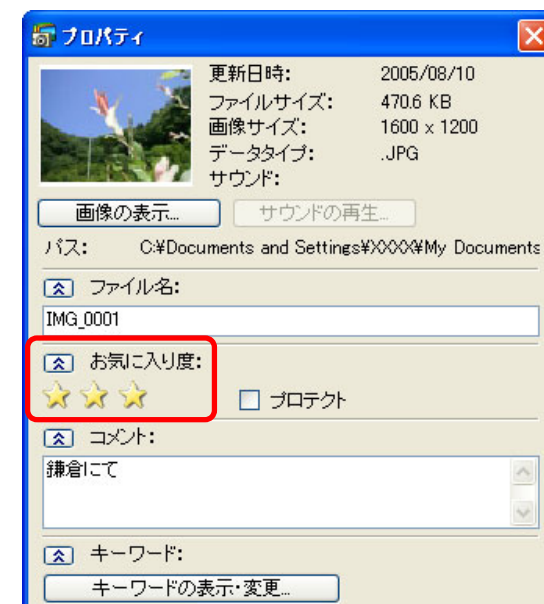 プロパティ
更新日時: 2005/08/10
ファイルサイズ: 470.6 KB
画像サイズ: 1600 x 1200
データタイプ: .JPG
サウンド:
画像の表示... サウンドの再生...
パス: C:¥Documents and Settings¥XXXX¥My Documents
ファイル名:
IMG_0001
お気に入り度:
プロテクト
コメント:
鎌倉にて
キーワード:
キーワードの表示・変更...